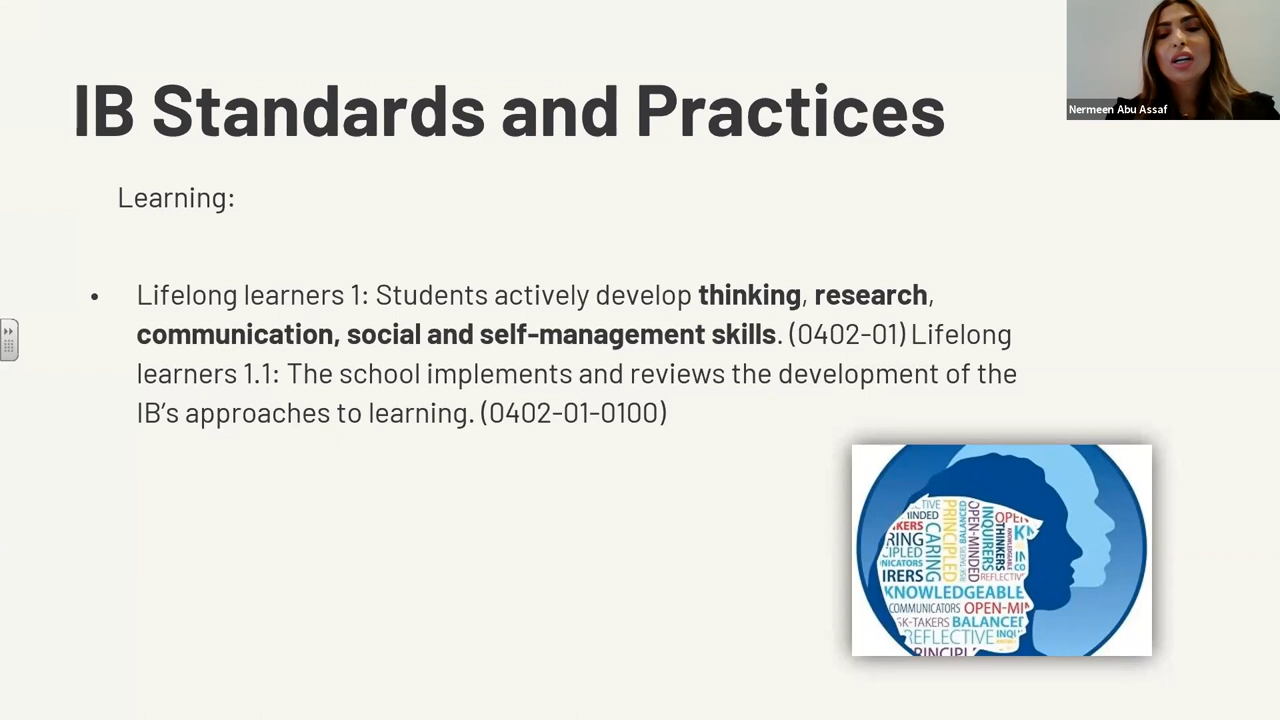 IB Standards and Practices
Nermeen Abu Assaf
Learning:
• Lifelong learners 1: Students actively develop thinking, research,
communication, social and self-management skills. (0402-01) Lifelong
learners 1.1: The school implements and reviews the development of the
IB’s approaches to learning. (0402-01-0100)
CARING
PRINCIPLED
BALANCED
OPEN-MINDED
INQUIRERS
THINKERS
KNOWLEDGEABLE
COMMUNICATORS
BALANCED
REFLECTIVE